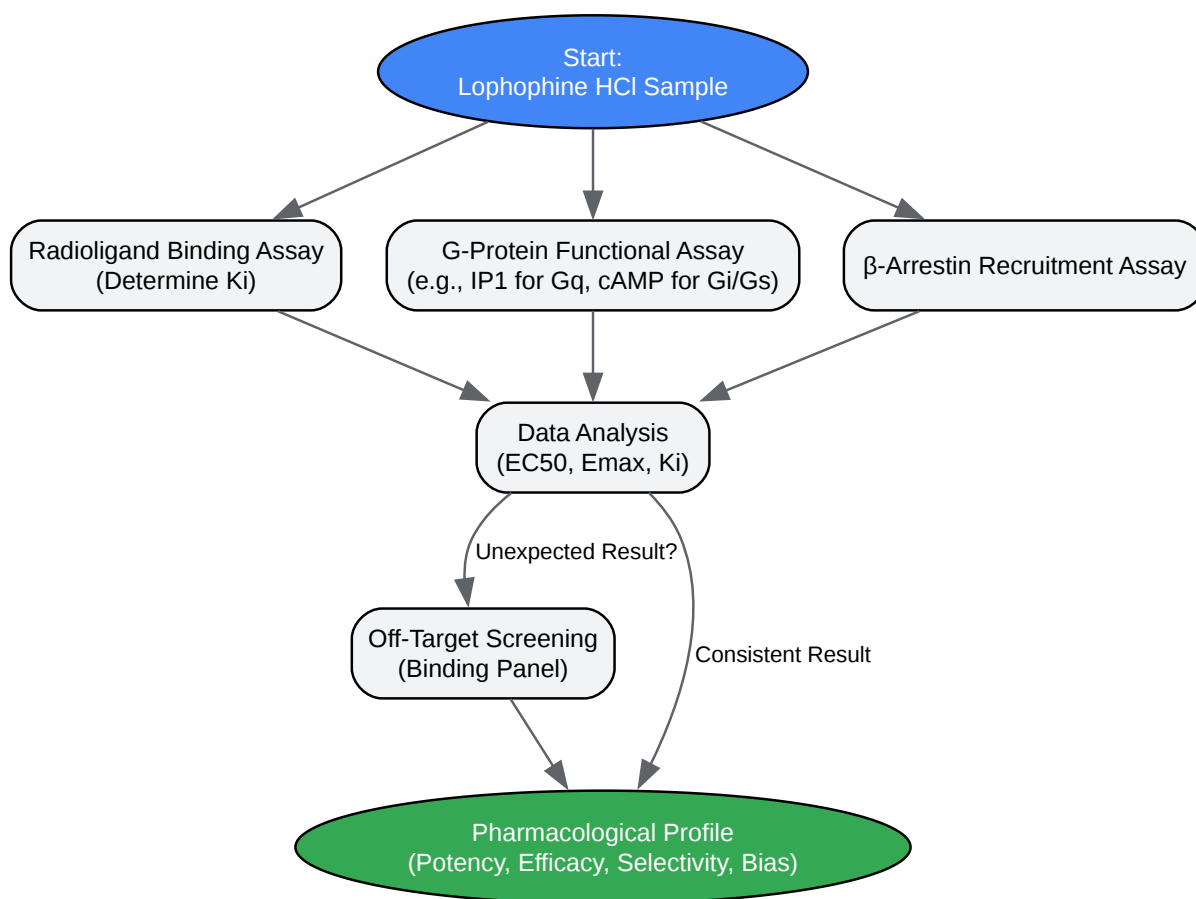 Start:
Lophophine HCl Sample
Radioligand Binding Assay
(Determine Ki)
G-Protein Functional Assay
(e.g., IP1 for Gq, cAMP for Gi/Gs)
β-Arrestin Recruitment Assay
Data Analysis
(EC50, Emax, Ki)
Unexpected Result?
Off-Target Screening
(Binding Panel)
Consistent Result
Pharmacological Profile
(Potency, Efficacy, Selectivity, Bias)